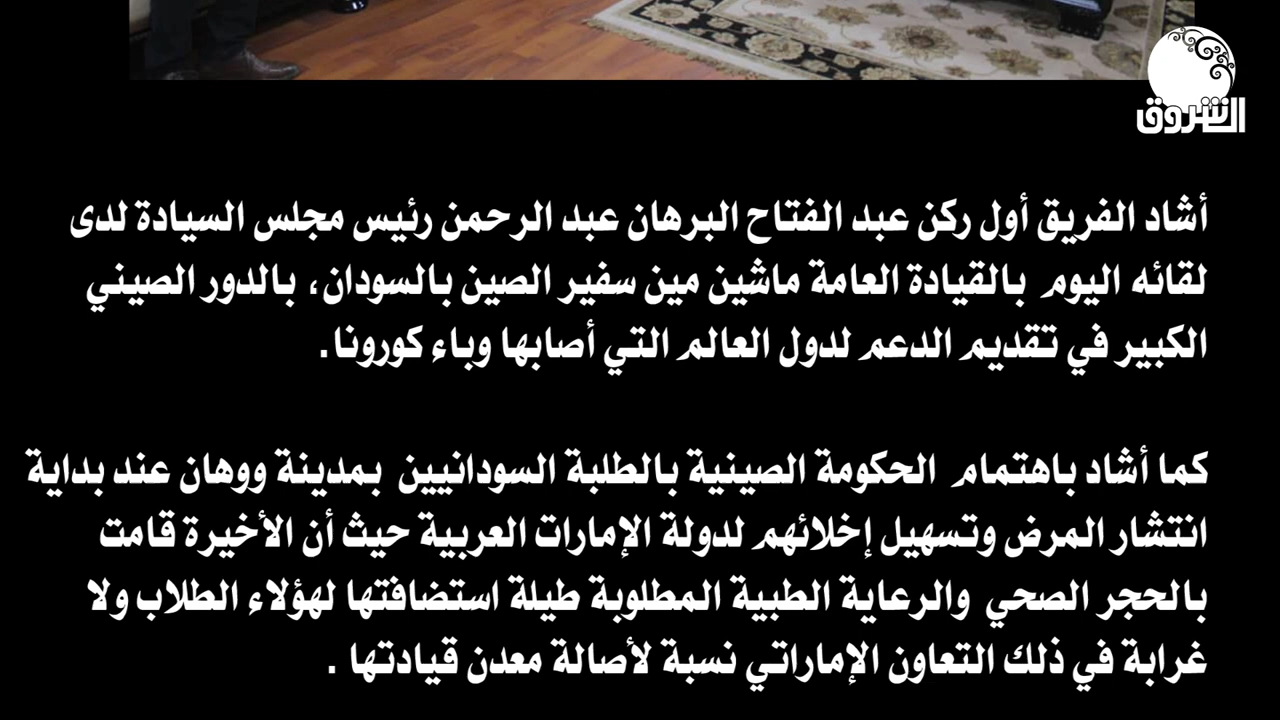 الشروق
أشاد الفريق أول ركن عبد الفتاح البرهان عبد الرحمن رئيس مجلس السيادة لدى
لقائه اليوم بالقيادة العامة ماشين مين سفير الصين بالسودان، بالدور الصيني
الكبير في تقديم الدعم لدول العالم التي أصابها وباء كورونا.
كما أشاد باهتمام الحكومة الصينية بالطلبة السودانيين بمدينة ووهان عند بداية
انتشار المرض وتسهيل إخلائهم لدولة الإمارات العربية حيث أن الأخيرة قامت
بالحجر الصحي والرعاية الطبية المطلوبة طيلة استضافتها لهؤلاء الطلاب ولا
غرابة في ذلك التعاون الإماراتي نسبة لأصالة معدن قيادتها .